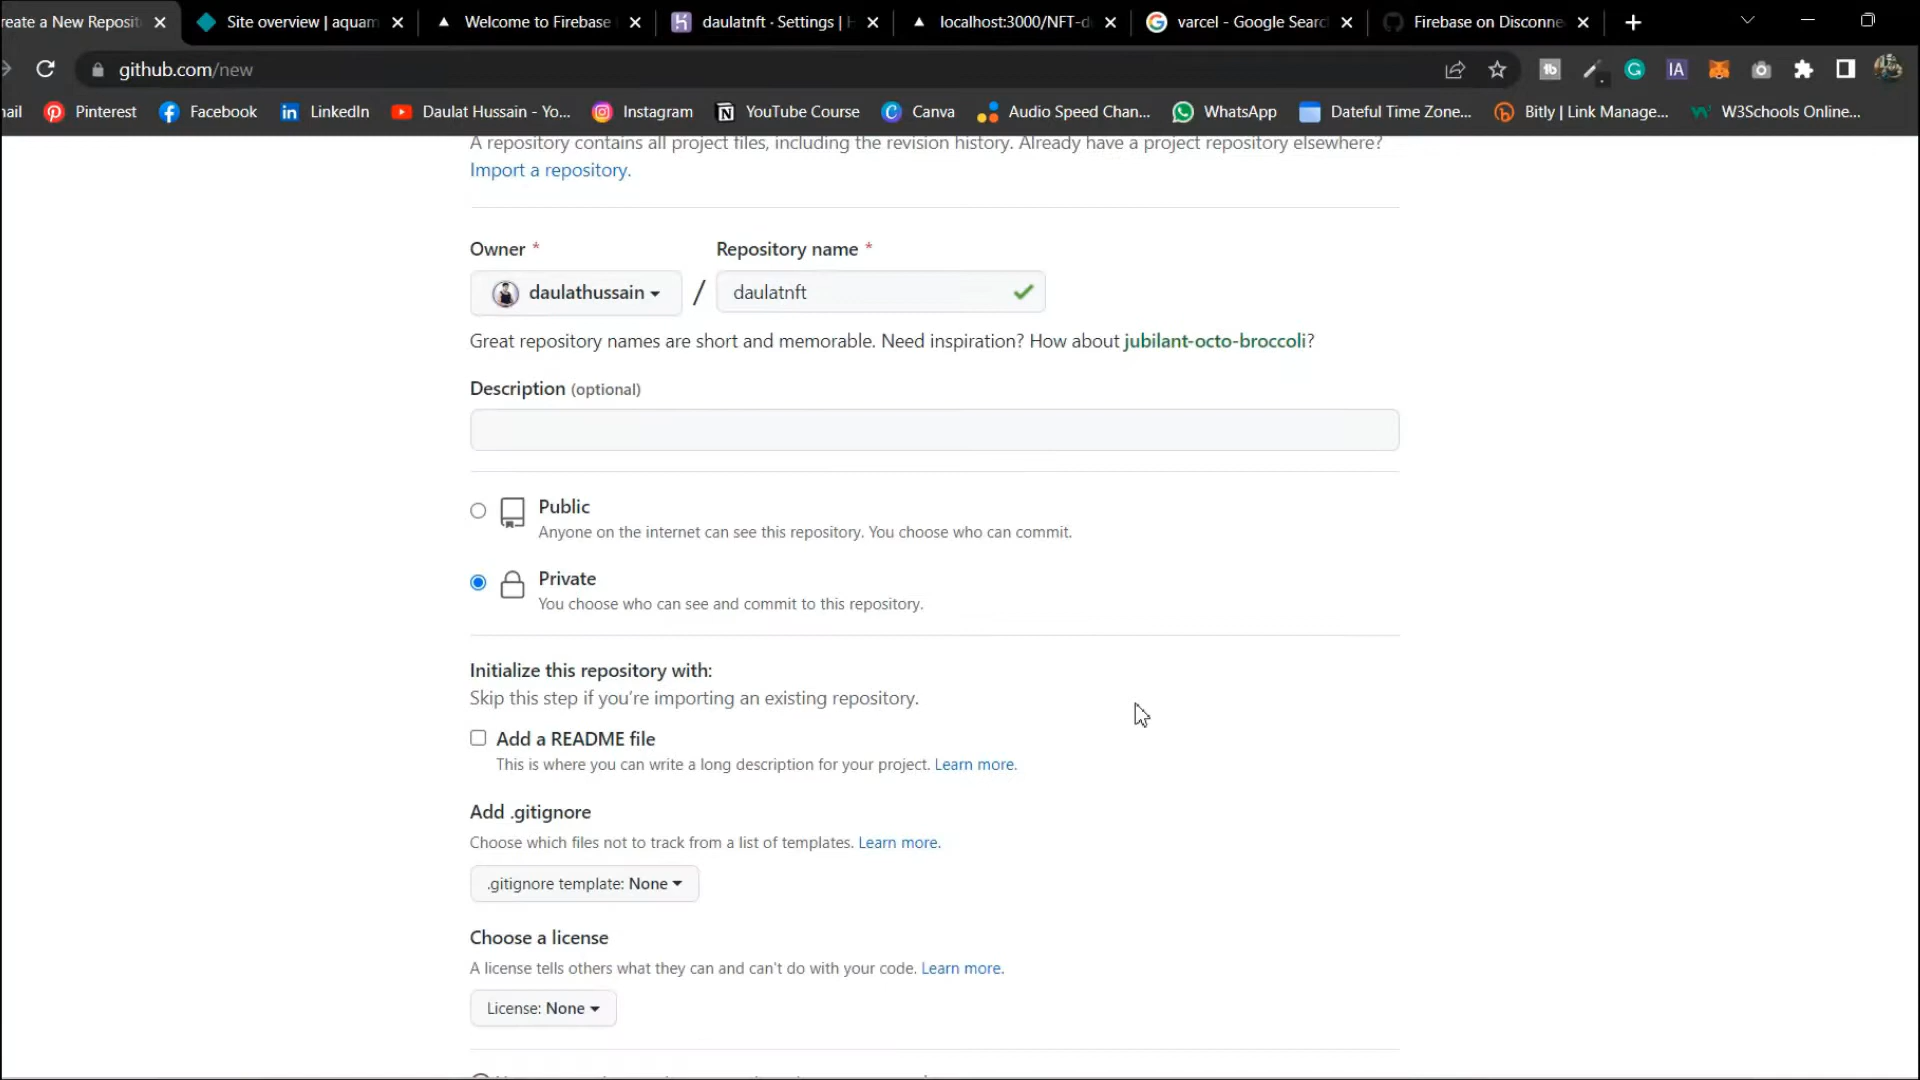 reate a New Reposit
Site overview | aquam
Welcome to Firebase
daulatnft · Settings | H
localhost:3000/NFT-d
varcel - Google Searc
Firebase on Disconne
github.com/new
IA
ail
Pinterest
Facebook
LinkedIn
Daulat Hussain - Yo...
Instagram
YouTube Course
Canva
Audio Speed Chan...
WhatsApp
Dateful Time Zone...
Bitly | Link Manage...
W3Schools Online...
A repository contains all project files, including the revision history. Already have a project repository elsewhere?
Import a repository.
Owner *
Repository name *
daulathussain
/
daulatnft
Great repository names are short and memorable. Need inspiration? How about jubilant-octo-broccoli?
Description (optional)
Public
Anyone on the internet can see this repository. You choose who can commit.
Private
You choose who can see and commit to this repository.
Initialize this repository with:
Skip this step if you're importing an existing repository.
Add a README file
This is where you can write a long description for your project. Learn more.
Add .gitignore
Choose which files not to track from a list of templates. Learn more.
.gitignore template: None
Choose a license
A license tells others what they can and can't do with your code. Learn more.
License: None